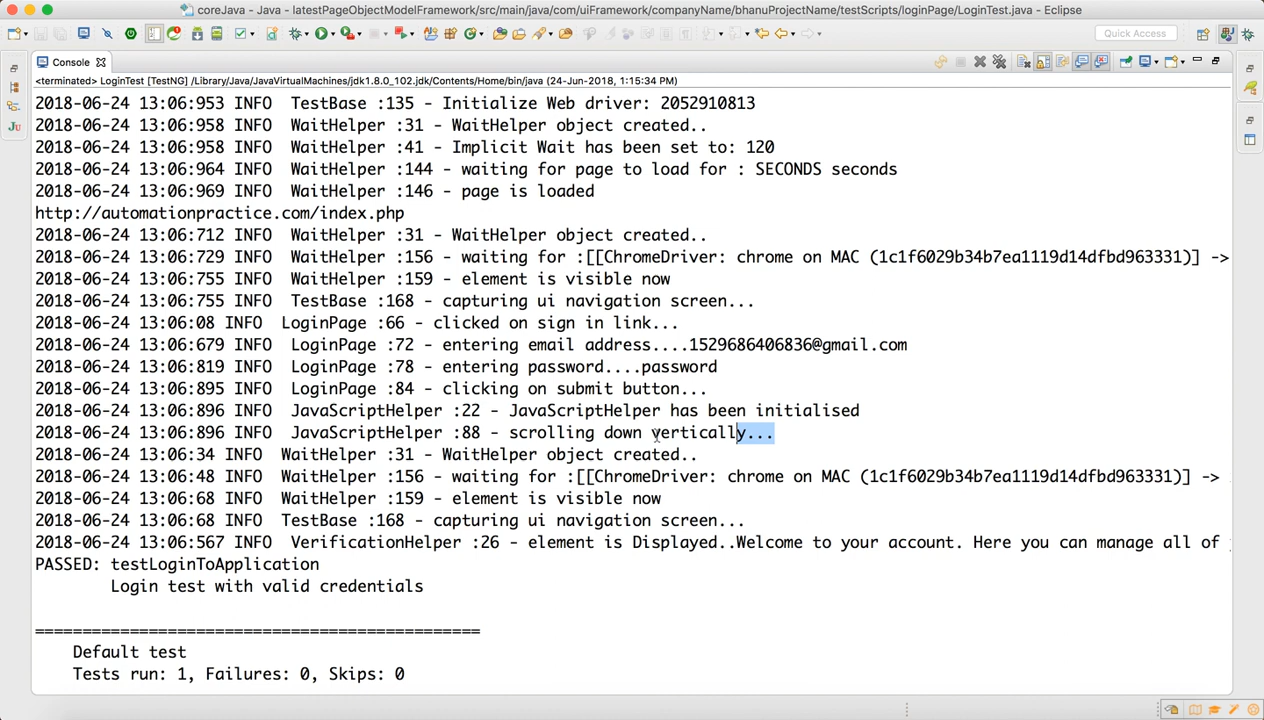 coreJava - Java - latestPageObjectModelFramework/src/main/java/com/uiFramework/companyName/bhanuProjectName/testScripts/loginPage/LoginTest.java - Eclipse
Quick Access
Console
<terminated> LoginTest [TestNG] /Library/Java/JavaVirtualMachines/jdk1.8.0_102.jdk/Contents/Home/bin/java (24-Jun-2018, 1:15:34 PM)
2018-06-24 13:06:953 INFO  TestBase :135 - Initialize Web driver: 2052910813
2018-06-24 13:06:958 INFO  WaitHelper :31 - WaitHelper object created..
2018-06-24 13:06:958 INFO  WaitHelper :41 - Implicit Wait has been set to: 120
2018-06-24 13:06:964 INFO  WaitHelper :144 - waiting for page to load for : SECONDS seconds
2018-06-24 13:06:969 INFO  WaitHelper :146 - page is loaded
http://automationpractice.com/index.php
2018-06-24 13:06:712 INFO  WaitHelper :31 - WaitHelper object created..
2018-06-24 13:06:729 INFO  WaitHelper :156 - waiting for :[[ChromeDriver: chrome on MAC (1c1f6029b34b7ea1119d14dfbd963331)] ->
2018-06-24 13:06:755 INFO  WaitHelper :159 - element is visible now
2018-06-24 13:06:755 INFO  TestBase :168 - capturing ui navigation screen...
2018-06-24 13:06:08 INFO  LoginPage :66 - clicked on sign in link...
2018-06-24 13:06:679 INFO  LoginPage :72 - entering email address....1529686406836@gmail.com
2018-06-24 13:06:819 INFO  LoginPage :78 - entering password....password
2018-06-24 13:06:895 INFO  LoginPage :84 - clicking on submit button...
2018-06-24 13:06:896 INFO  JavaScriptHelper :22 - JavaScriptHelper has been initialised
2018-06-24 13:06:896 INFO  JavaScriptHelper :88 - scrolling down vertically...
2018-06-24 13:06:34 INFO  WaitHelper :31 - WaitHelper object created..
2018-06-24 13:06:48 INFO  WaitHelper :156 - waiting for :[[ChromeDriver: chrome on MAC (1c1f6029b34b7ea1119d14dfbd963331)] ->
2018-06-24 13:06:68 INFO  WaitHelper :159 - element is visible now
2018-06-24 13:06:68 INFO  TestBase :168 - capturing ui navigation screen...
2018-06-24 13:06:567 INFO  VerificationHelper :26 - element is Displayed..Welcome to your account. Here you can manage all of
PASSED: testLoginToApplication
Login test with valid credentials
===============================================
Default test
Tests run: 1, Failures: 0, Skips: 0